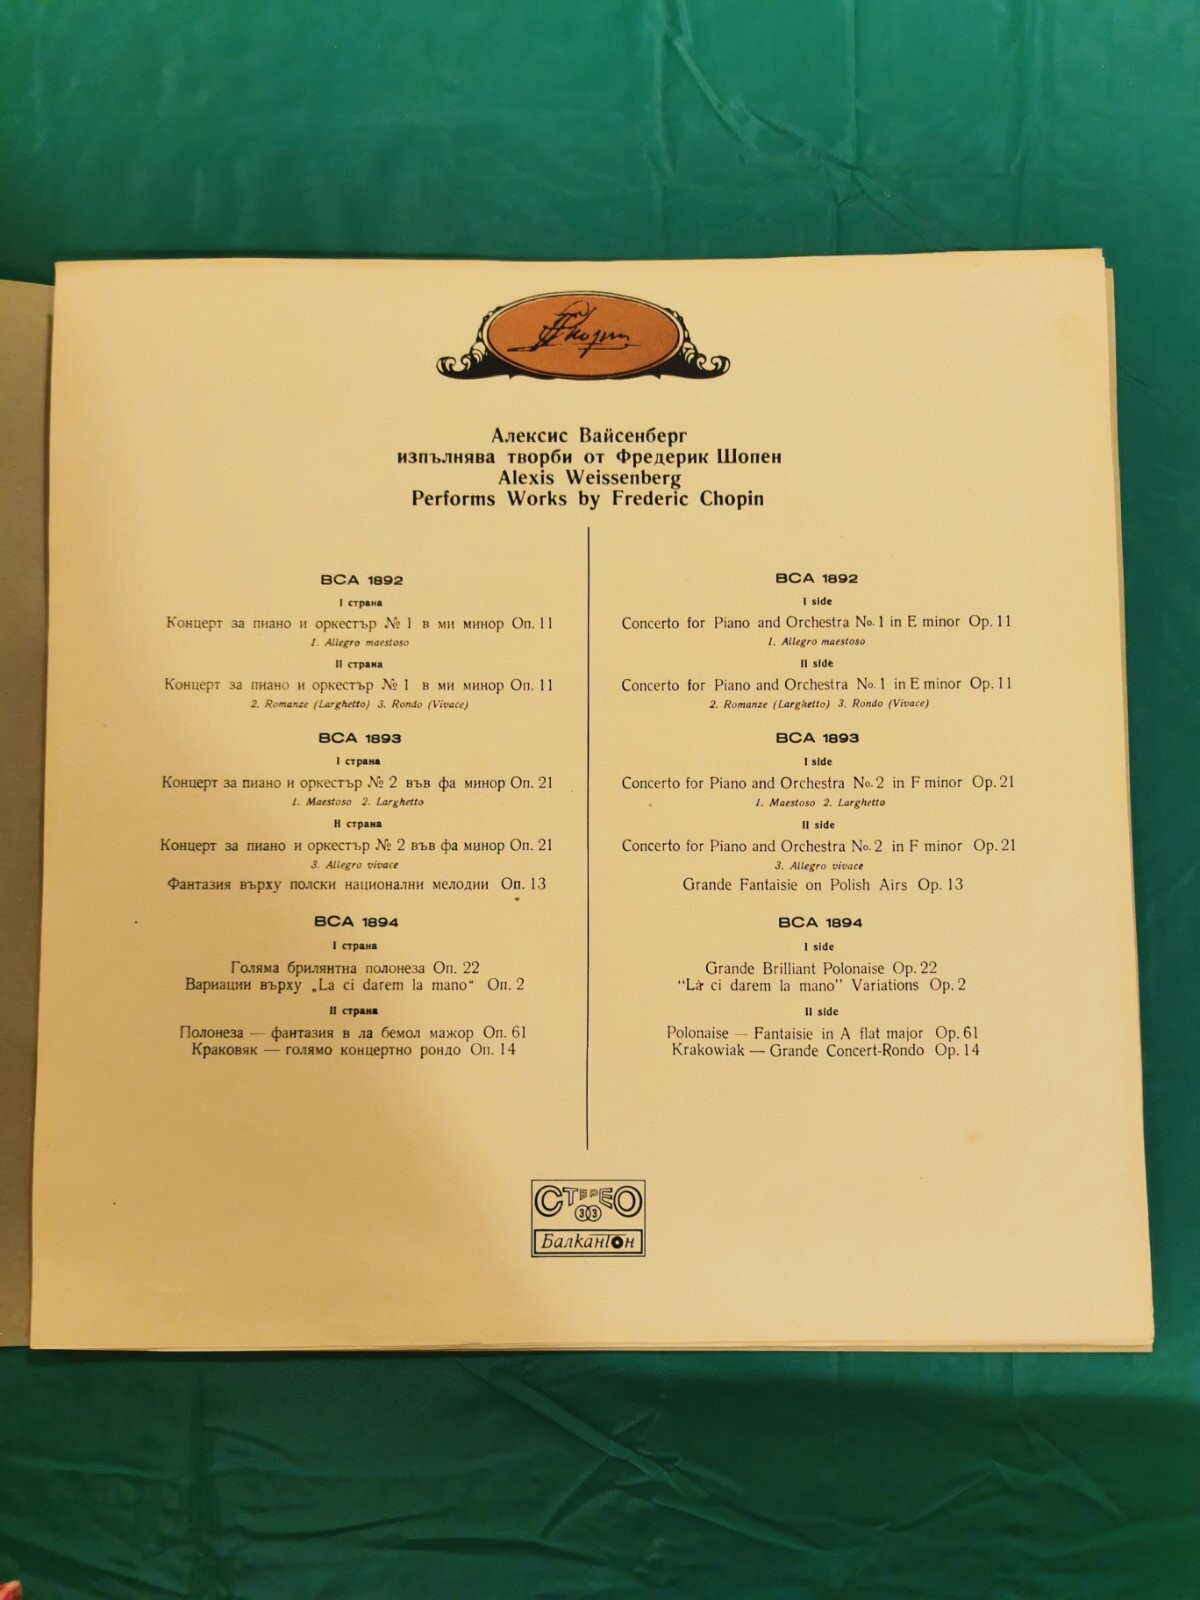 Алексис Вайсенберг
изпълнява творби от Фредерик Шопен
Alexis Weissenberg
Performs Works by Frederic Chopin
ВСА 1892
I страна
Концерт за пиано и оркестър № 1 в ми минор Оп. 11
1. Allegro maestoso
II страна
Концерт за пиано и оркестър № 1 в ми минор Оп. 11
2. Romanze (Larghetto) 3. Rondo (Vivace)
ВСА 1893
I страна
Концерт за пиано и оркестър № 2 във фа минор Оп. 21
1. Maestoso 2. Larghetto
II страна
Концерт за пиано и оркестър № 2 във фа минор Оп. 21
3. Allegro vivace
Фантазия върху полски национални мелодии Оп. 13
ВСА 1894
I страна
Голяма брилянтна полонеза Оп. 22
Вариации върху „La ci darem la mano“ Оп. 2
II страна
Полонеза — фантазия в ла бемол мажор Оп. 61
Краковяк — голямо концертно рондо Оп. 14
BCA 1892
I side
Concerto for Piano and Orchestra No. 1 in E minor Op. 11
1. Allegro maestoso
II side
Concerto for Piano and Orchestra No. 1 in E minor Op. 11
2. Romanze (Larghetto) 3. Rondo (Vivace)
BCA 1893
I side
Concerto for Piano and Orchestra No. 2 in F minor Op. 21
1. Maestoso 2. Larghetto
II side
Concerto for Piano and Orchestra No. 2 in F minor Op. 21
3. Allegro vivace
Grande Fantaisie on Polish Airs Op. 13
BCA 1894
I side
Grande Brilliant Polonaise Op. 22
“Là ci darem la mano” Variations Op. 2
II side
Polonaise — Fantaisie in A flat major Op. 61
Krakowiak — Grande Concert-Rondo Op. 14
СТЕРЕО
33
Балкантон